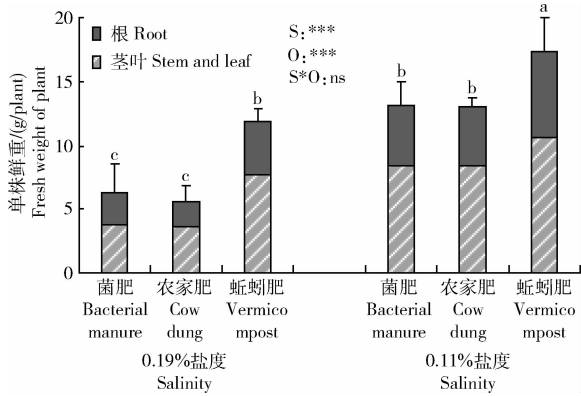 单株鲜重/(g/plant)
Fresh weight of plant
20
15
10
5
0
根 Root
茎叶 Stem and leaf
S:***
O:***
S*O:ns
c
c
b
b
b
a
菌肥
Bacterial
manure
农家肥
Cow
dung
蚯蚓肥
Vermico
mpost
菌肥
Bacterial
manure
农家肥
Cow
dung
蚯蚓肥
Vermico
mpost
0.19%盐度
Salinity
0.11%盐度
Salinity